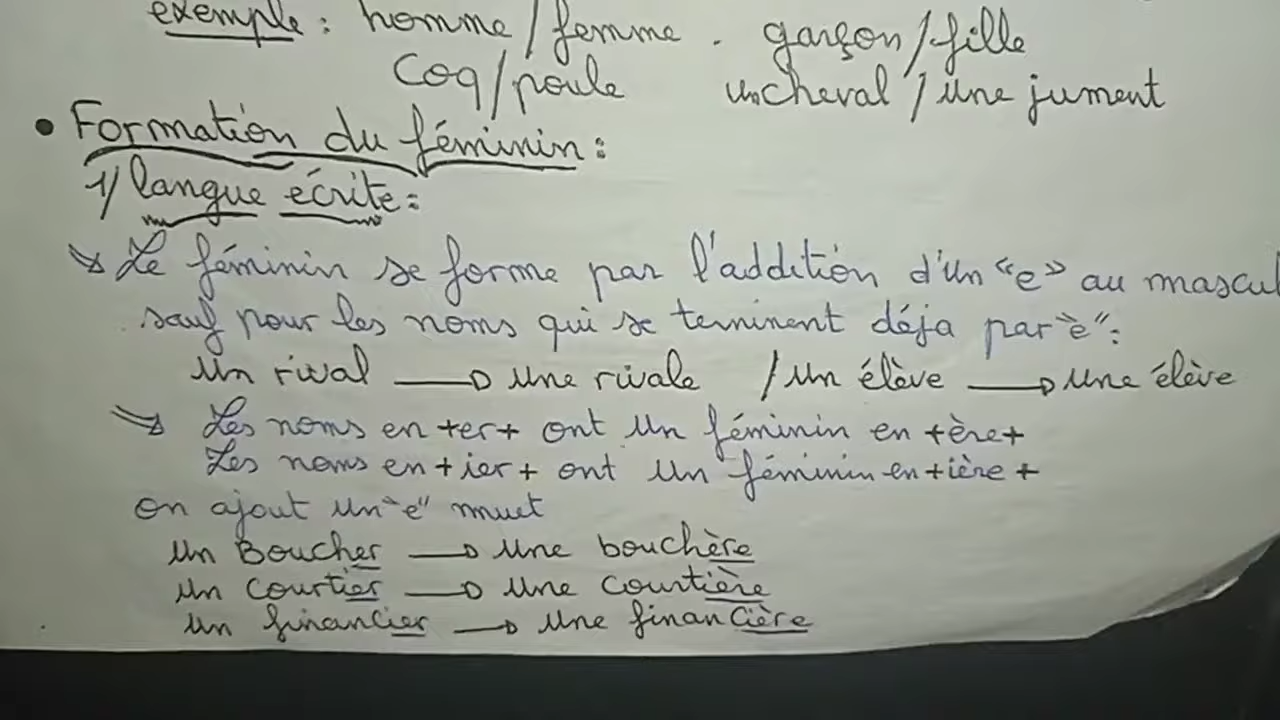 exemple : homme / femme . garçon / fille
coq / poule un cheval / une jument
• Formation du féminin :
1/ langue écrite :
Le féminin se forme par l'addition d'un "e" au mascul
sauf pour les noms qui se terminent déja par "e" :
un rival → une rivale / un élève → une élève
Les noms en +er+ ont un féminin en +ère+
Les noms en +ier+ ont un féminin en +ière+
on ajout un "e" muet
un Boucher → une bouchère
un courtier → une courtière
un financier → une financière